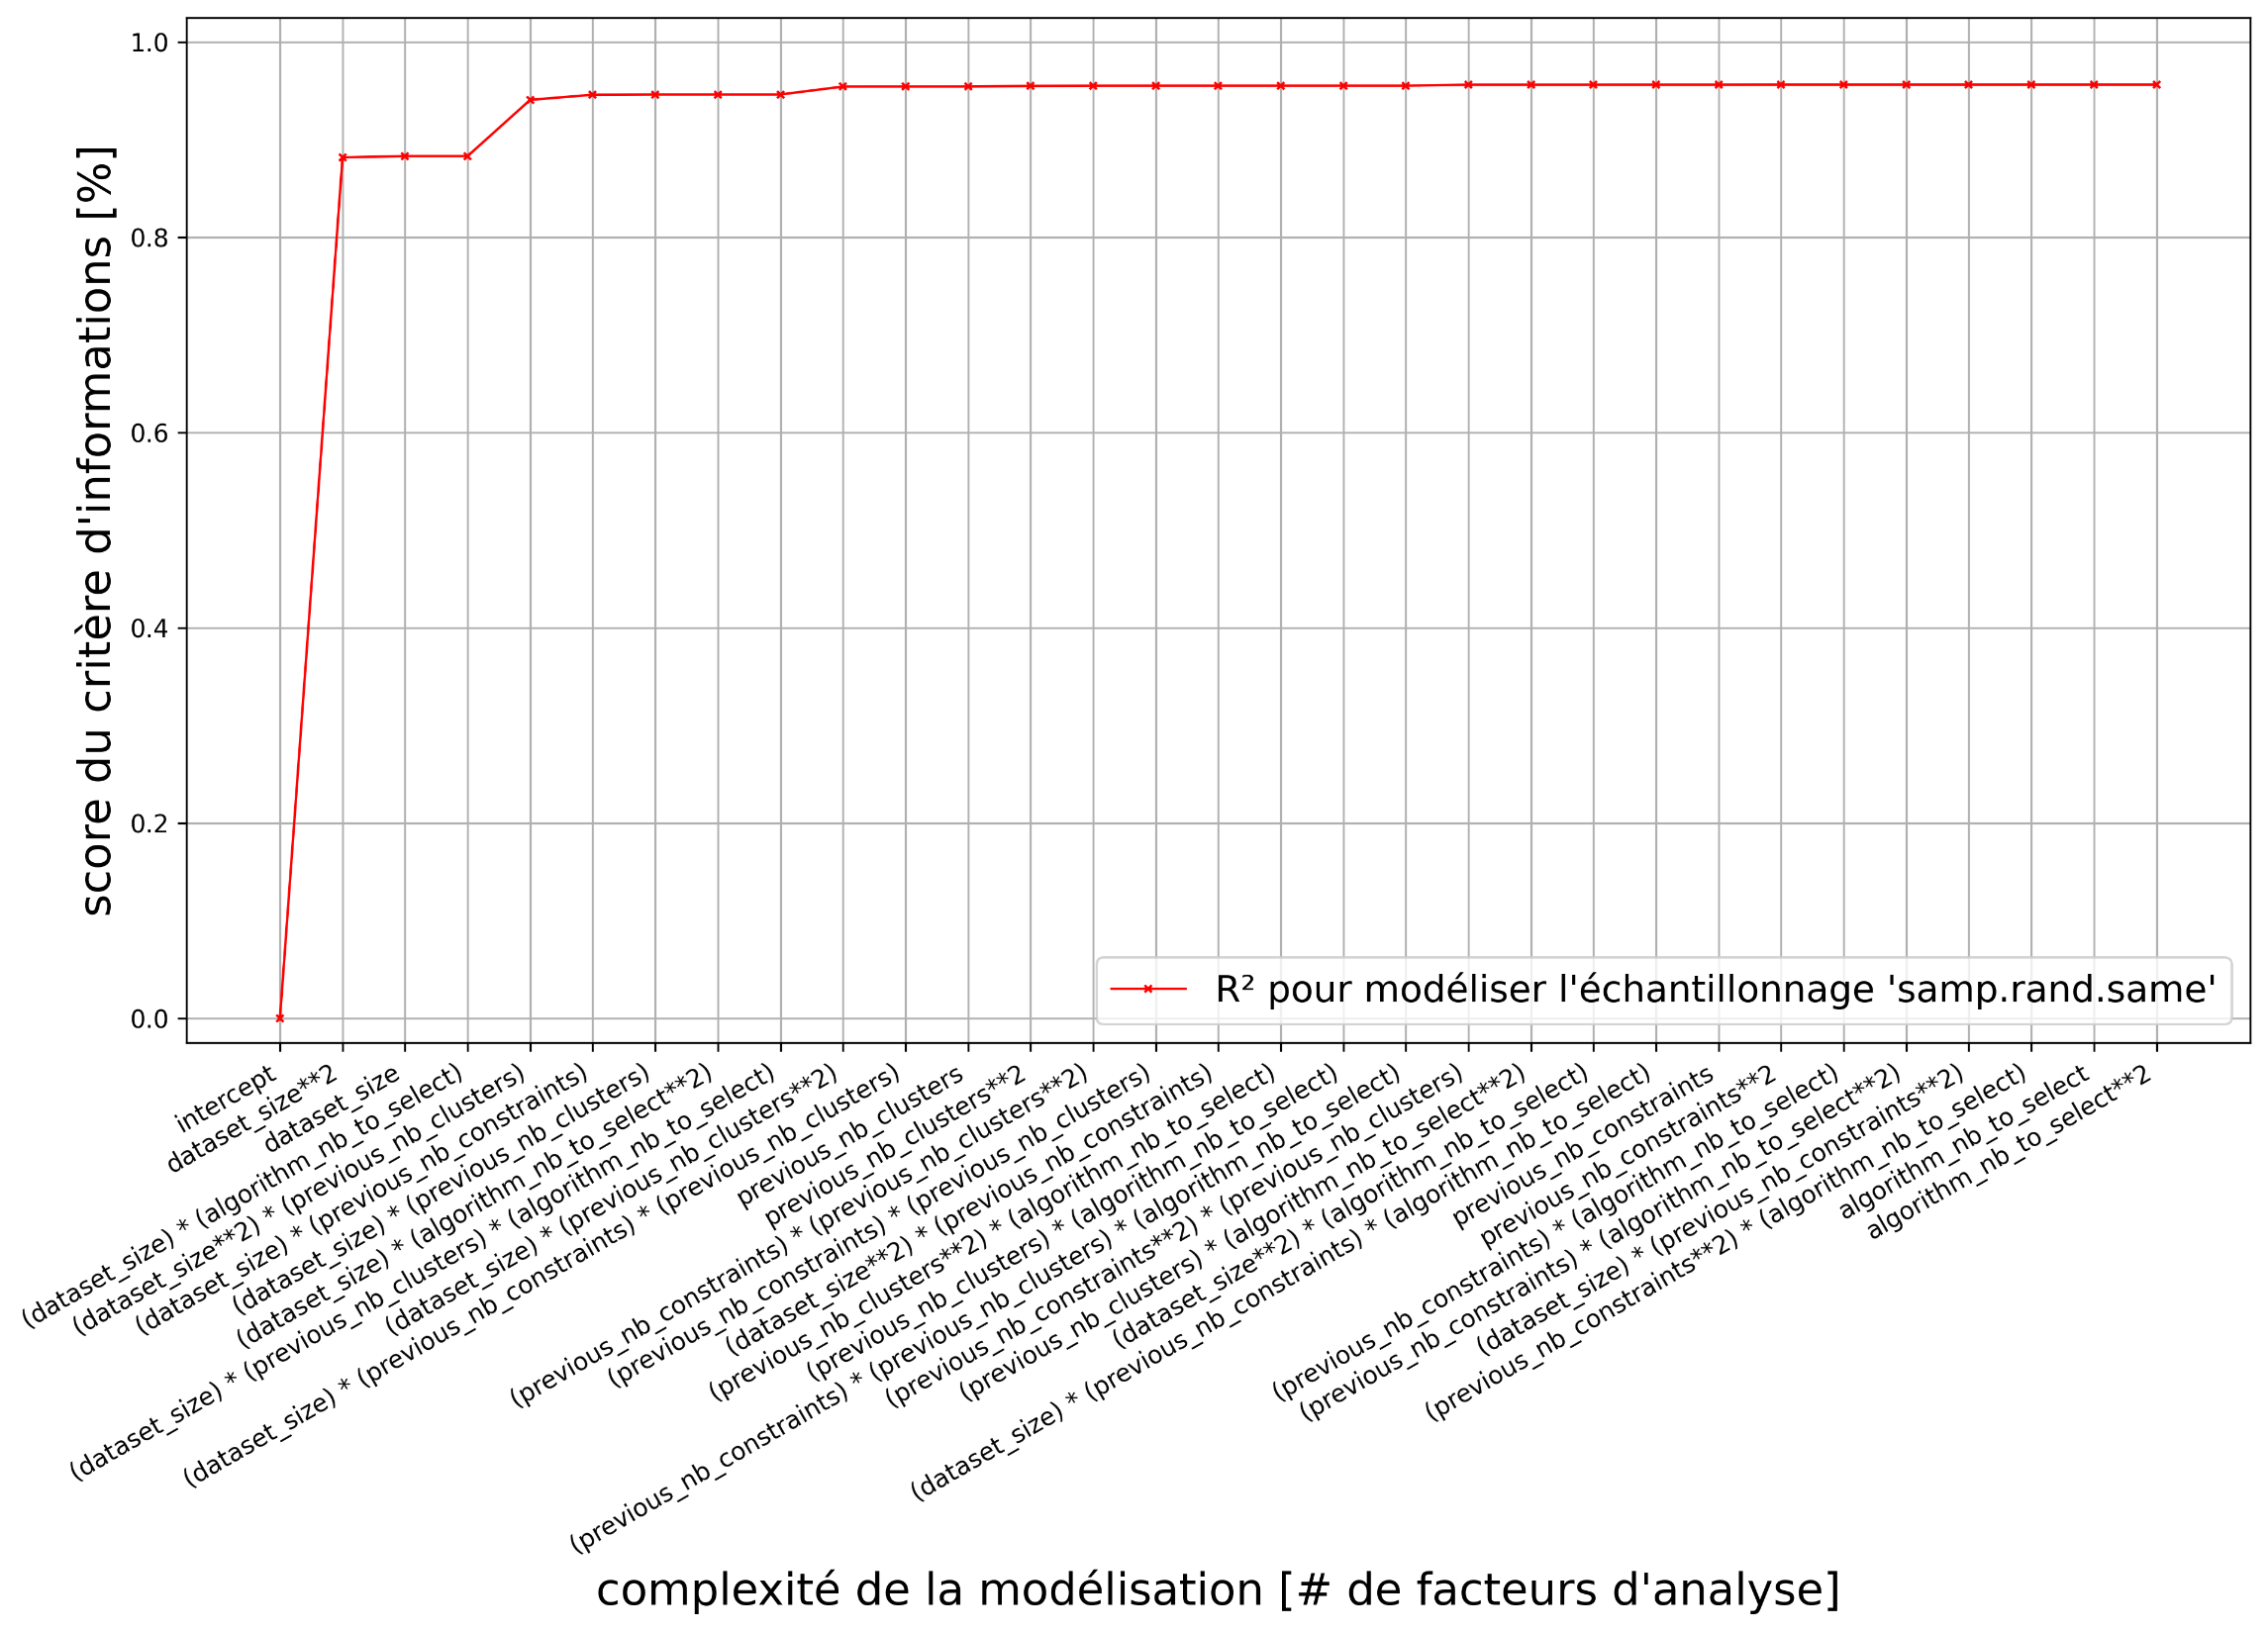 score du critère d'informations [%]
1.0
0.8
0.6
0.4
0.2
0.0
R² pour modéliser l'échantillonnage 'samp.rand.same'
intercept
dataset_size**2
dataset_size
(dataset_size) * (algorithm_nb_to_select)
(dataset_size**2) * (previous_nb_clusters)
(dataset_size) * (previous_nb_constraints)
(dataset_size) * (previous_nb_clusters)
(dataset_size) * (algorithm_nb_to_select**2)
(dataset_size) * (previous_nb_clusters) * (algorithm_nb_to_select)
(dataset_size) * (previous_nb_clusters**2)
(dataset_size) * (previous_nb_constraints) * (previous_nb_clusters)
previous_nb_clusters
previous_nb_clusters**2
(previous_nb_constraints) * (previous_nb_clusters**2)
(previous_nb_constraints) * (previous_nb_clusters)
(dataset_size**2) * (previous_nb_constraints)
(previous_nb_clusters**2) * (algorithm_nb_to_select)
(previous_nb_clusters) * (algorithm_nb_to_select)
(previous_nb_constraints) * (previous_nb_clusters) * (algorithm_nb_to_select)
(previous_nb_constraints**2) * (previous_nb_clusters)
(previous_nb_clusters) * (algorithm_nb_to_select**2)
(dataset_size**2) * (algorithm_nb_to_select)
(dataset_size) * (previous_nb_constraints) * (algorithm_nb_to_select)
previous_nb_constraints
previous_nb_constraints**2
(previous_nb_constraints) * (algorithm_nb_to_select)
(previous_nb_constraints) * (algorithm_nb_to_select**2)
(dataset_size) * (previous_nb_constraints**2)
(previous_nb_constraints**2) * (algorithm_nb_to_select)
algorithm_nb_to_select
algorithm_nb_to_select**2
complexité de la modélisation [# de facteurs d'analyse]